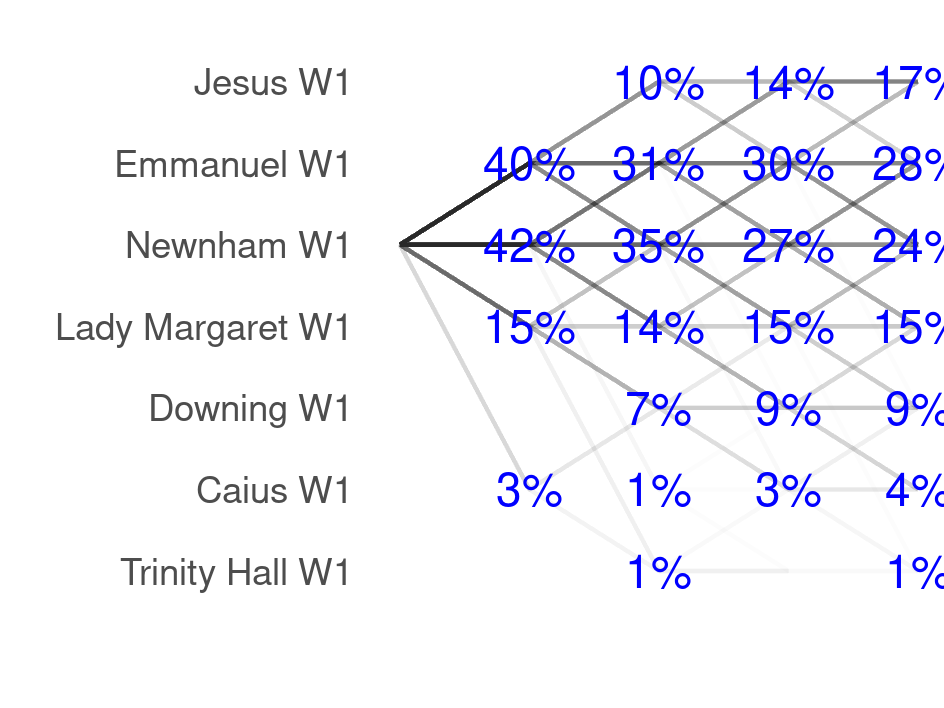 Jesus W1 10% 14% 17%
Emmanuel W1 40% 31% 30% 28%
Newnham W1 42% 35% 27% 24%
Lady Margaret W1 15% 14% 15% 15%
Downing W1 7% 9% 9%
Caius W1 3% 1% 3% 4%
Trinity Hall W1 1% 1%